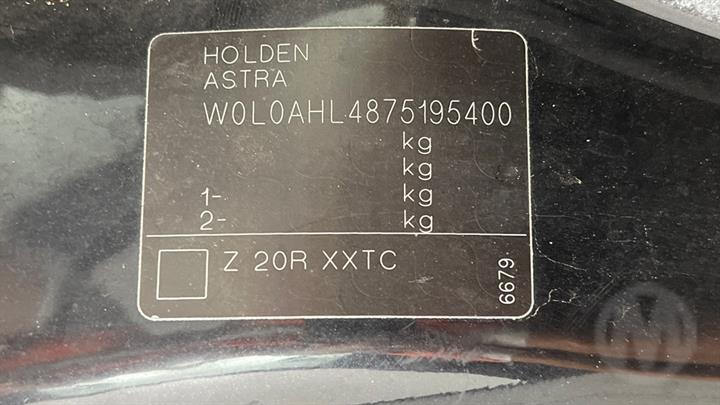 HOLDEN
ASTRA
W0L0AHL4875195400
kg
kg
1- kg
2- kg
Z 20R XXTC
6679
M